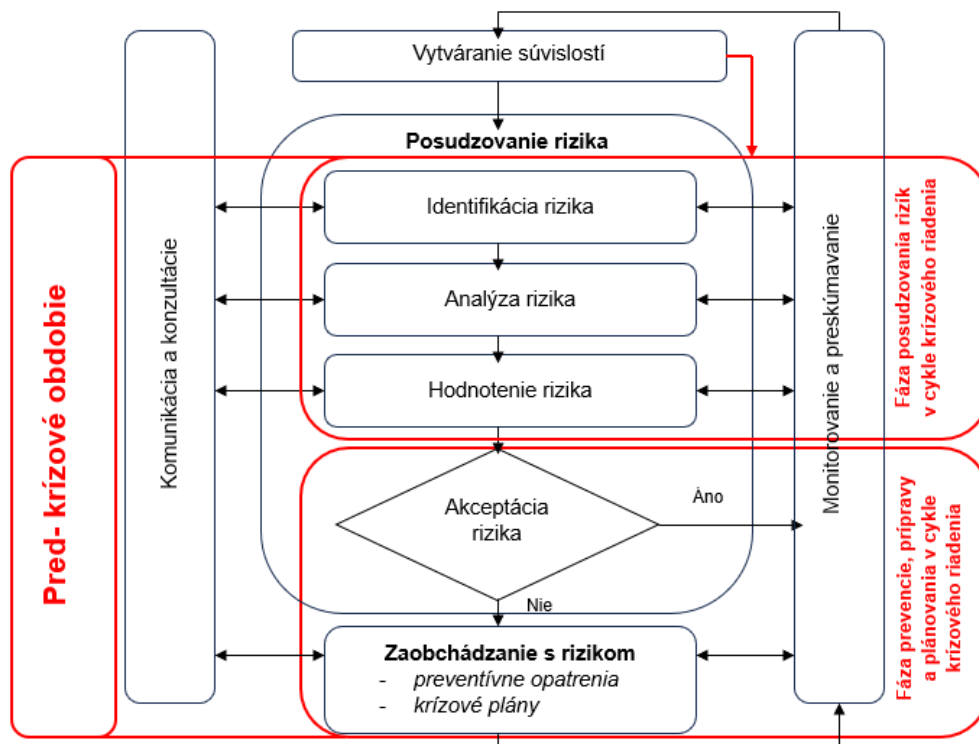 Vytváranie súvislostí
Posudzovanie rizika
Identifikácia rizika
Analýza rizika
Hodnotenie rizika
Akceptácia
rizika
Áno
Nie
Zaobchádzanie s rizikom
- preventívne opatrenia
- krízové plány
Pred- krízové obdobie
Komunikácia a konzultácie
Monitorovanie a preskúmavanie
Fáza posudzovania rizík
v cykle krízového riadenia
Fáza prevencie, prípravy
a plánovania v cykle
krízového riadenia